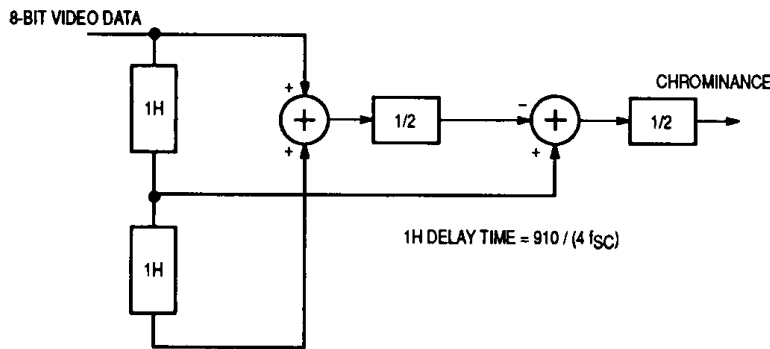 8-BIT VIDEO DATA
CHROMINANCE
1H
+
+
+
1/2
−
+
+
1/2
1H DELAY TIME = 910 / (4 fSC)
1H